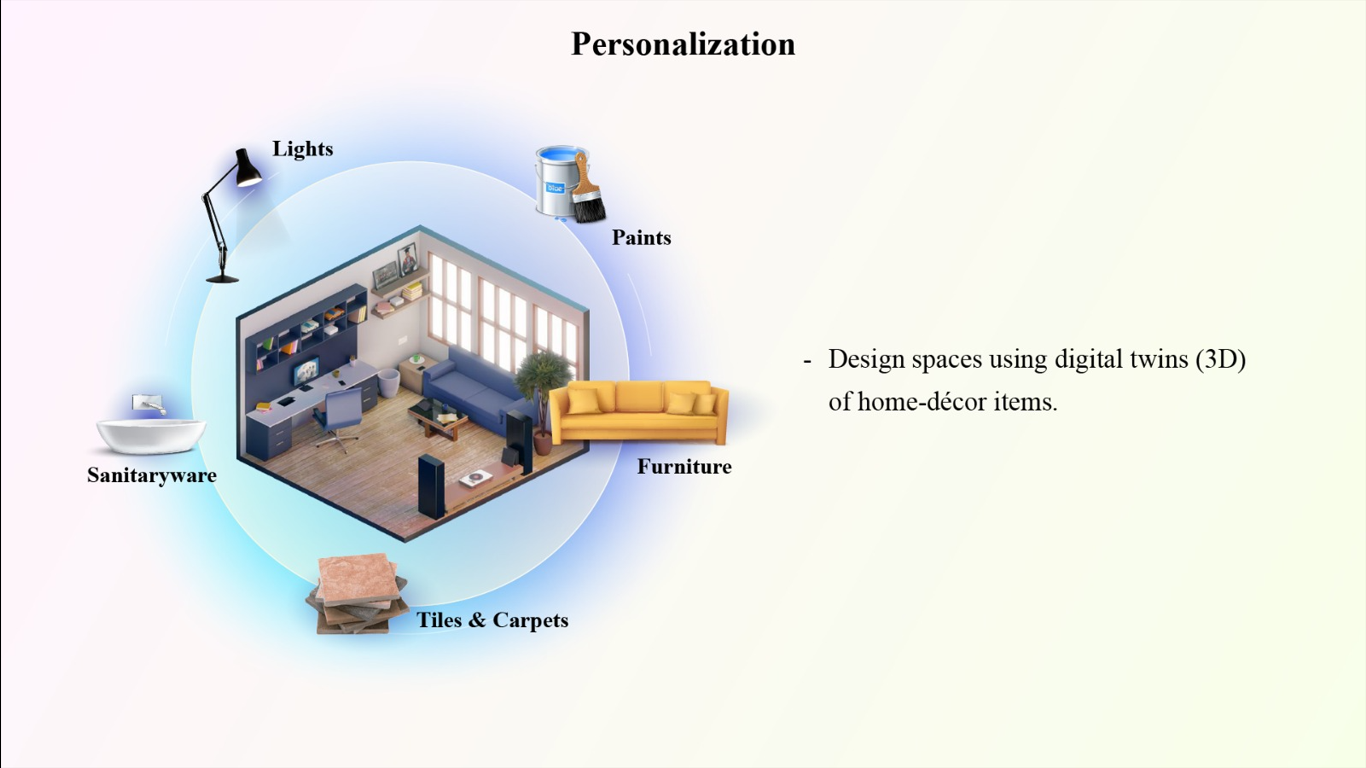 Personalization
Lights
blue
Paints
- Design spaces using digital twins (3D)
of home-décor items.
Furniture
Sanitaryware
Tiles & Carpets